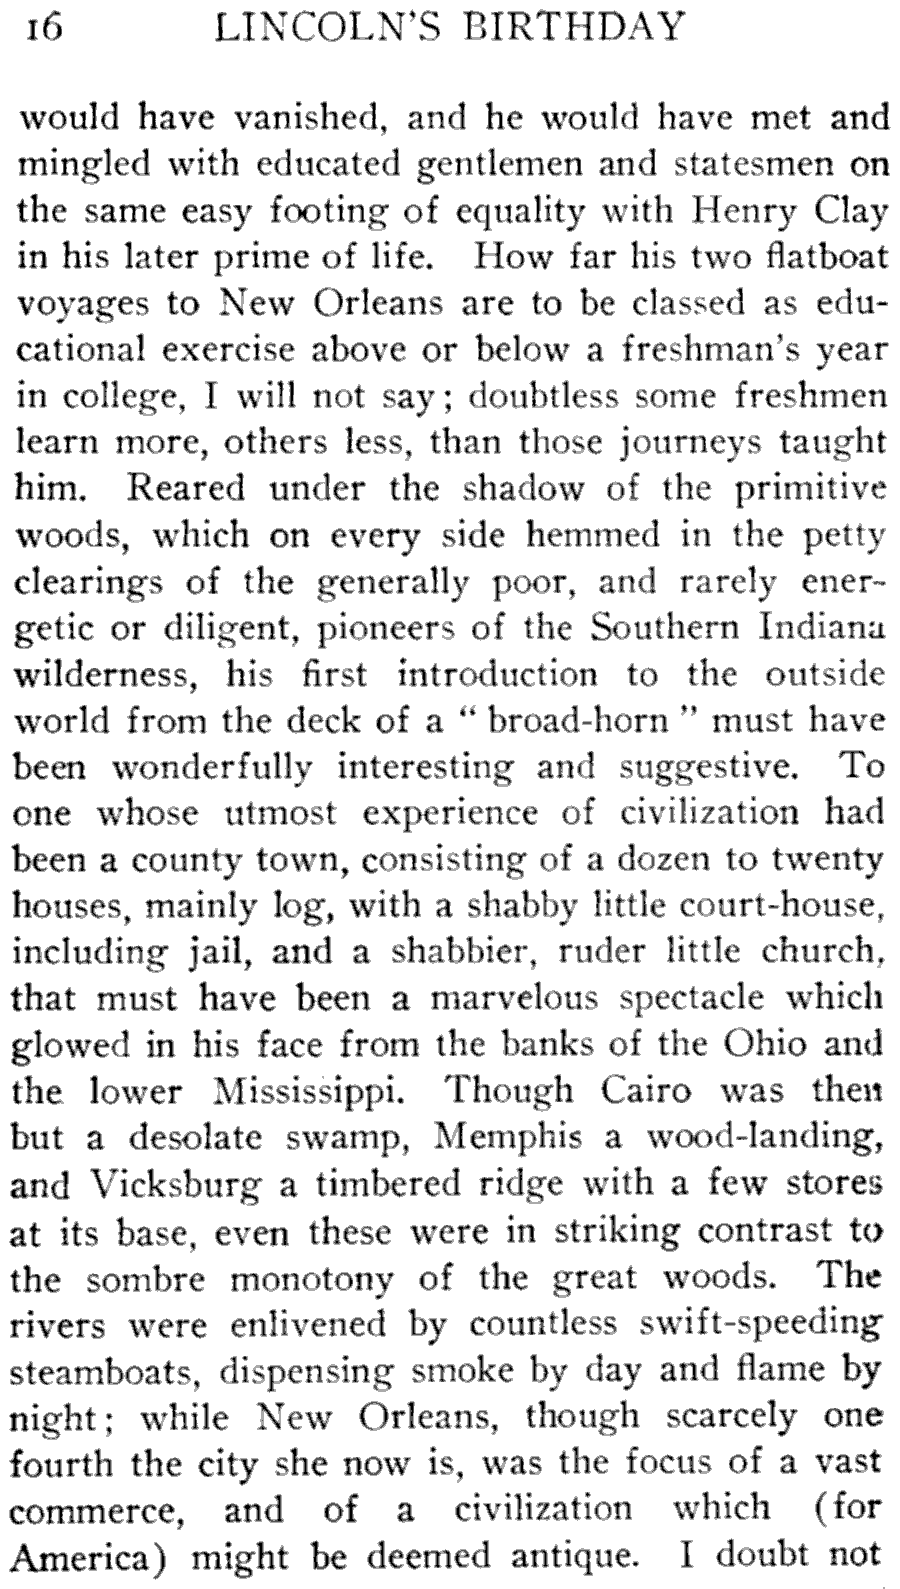 16 LINCOLN'S BIRTHDAY
would have vanished, and he would have met and
mingled with educated gentlemen and statesmen on
the same easy footing of equality with Henry Clay
in his later prime of life. How far his two flatboat
voyages to New Orleans are to be classed as edu-
cational exercise above or below a freshman's year
in college, I will not say; doubtless some freshmen
learn more, others less, than those journeys taught
him. Reared under the shadow of the primitive
woods, which on every side hemmed in the petty
clearings of the generally poor, and rarely ener-
getic or diligent, pioneers of the Southern Indiana
wilderness, his first introduction to the outside
world from the deck of a " broad-horn " must have
been wonderfully interesting and suggestive. To
one whose utmost experience of civilization had
been a county town, consisting of a dozen to twenty
houses, mainly log, with a shabby little court-house,
including jail, and a shabbier, ruder little church,
that must have been a marvelous spectacle which
glowed in his face from the banks of the Ohio and
the lower Mississippi. Though Cairo was then
but a desolate swamp, Memphis a wood-landing,
and Vicksburg a timbered ridge with a few stores
at its base, even these were in striking contrast to
the sombre monotony of the great woods. The
rivers were enlivened by countless swift-speeding
steamboats, dispensing smoke by day and flame by
night; while New Orleans, though scarcely one
fourth the city she now is, was the focus of a vast
commerce, and of a civilization which (for
America) might be deemed antique. I doubt not